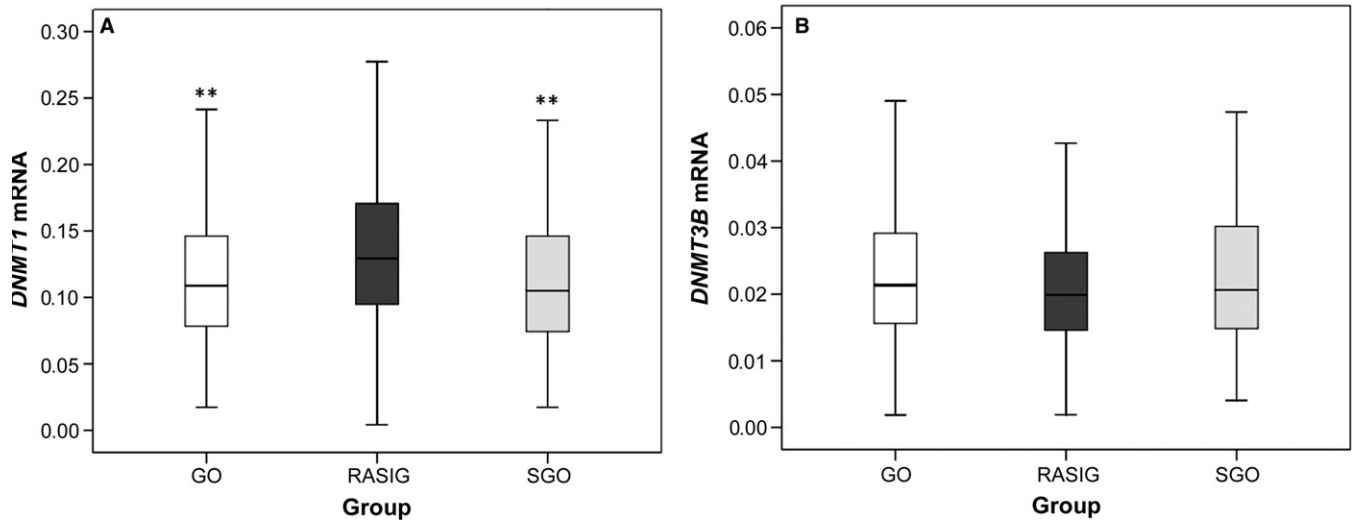 A
DNMT1 mRNA
0.30
0.25
0.20
0.15
0.10
0.05
0.00
**
**
GO RASIG SGO
Group
B
DNMT3B mRNA
0.06
0.05
0.04
0.03
0.02
0.01
0.00
GO RASIG SGO
Group